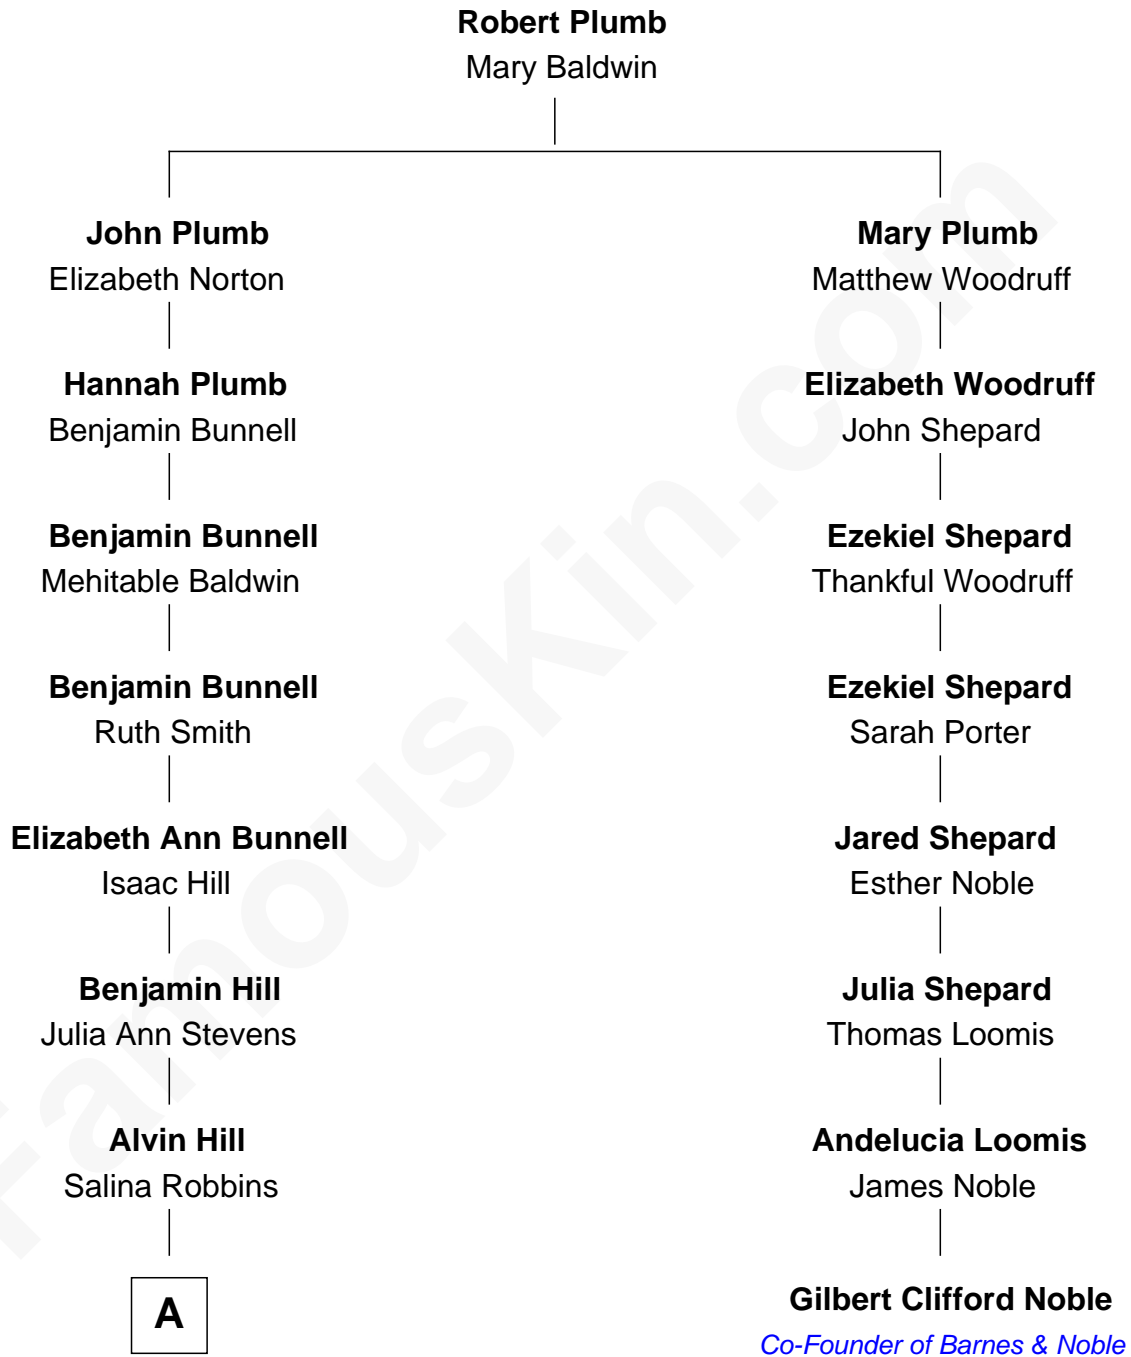 Robert Plumb
Mary Baldwin
John Plumb
Elizabeth Norton
Mary Plumb
Matthew Woodruff
Hannah Plumb
Benjamin Bunnell
Elizabeth Woodruff
John Shepard
Benjamin Bunnell
Mehitable Baldwin
Ezekiel Shepard
Thankful Woodruff
Benjamin Bunnell
Ruth Smith
Ezekiel Shepard
Sarah Porter
Elizabeth Ann Bunnell
Isaac Hill
Jared Shepard
Esther Noble
Benjamin Hill
Julia Ann Stevens
Julia Shepard
Thomas Loomis
Alvin Hill
Salina Robbins
Andelucia Loomis
James Noble
A
Gilbert Clifford Noble
Co-Founder of Barnes & Noble
FamousKin.com